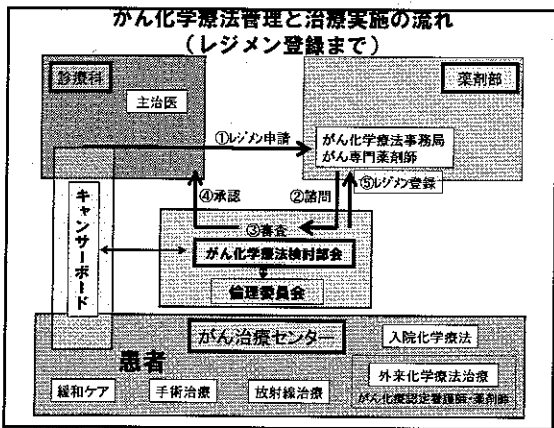 がん化学療法管理と治療実施の流れ
(レジメン登録まで)
診療科
薬剤部
主治医
①レジメン申請
がん化学療法事務局
がん専門薬剤師
④承認
②諮問
⑤レジメン登録
③審査
キャンサーボード
がん化学療法検討部会
倫理委員会
がん治療センター
入院化学療法
患者
外来化学療法治療
緩和ケア
手術治療
放射線治療
がん化療認定看護師・薬剤師